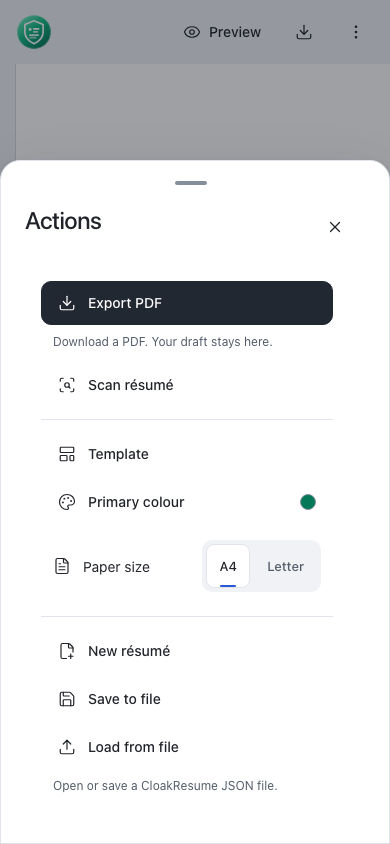 Preview
Actions
Export PDF
Download a PDF. Your draft stays here.
Scan résumé
Template
Primary colour
Paper size
A4
Letter
New résumé
Save to file
Load from file
Open or save a CloakResume JSON file.